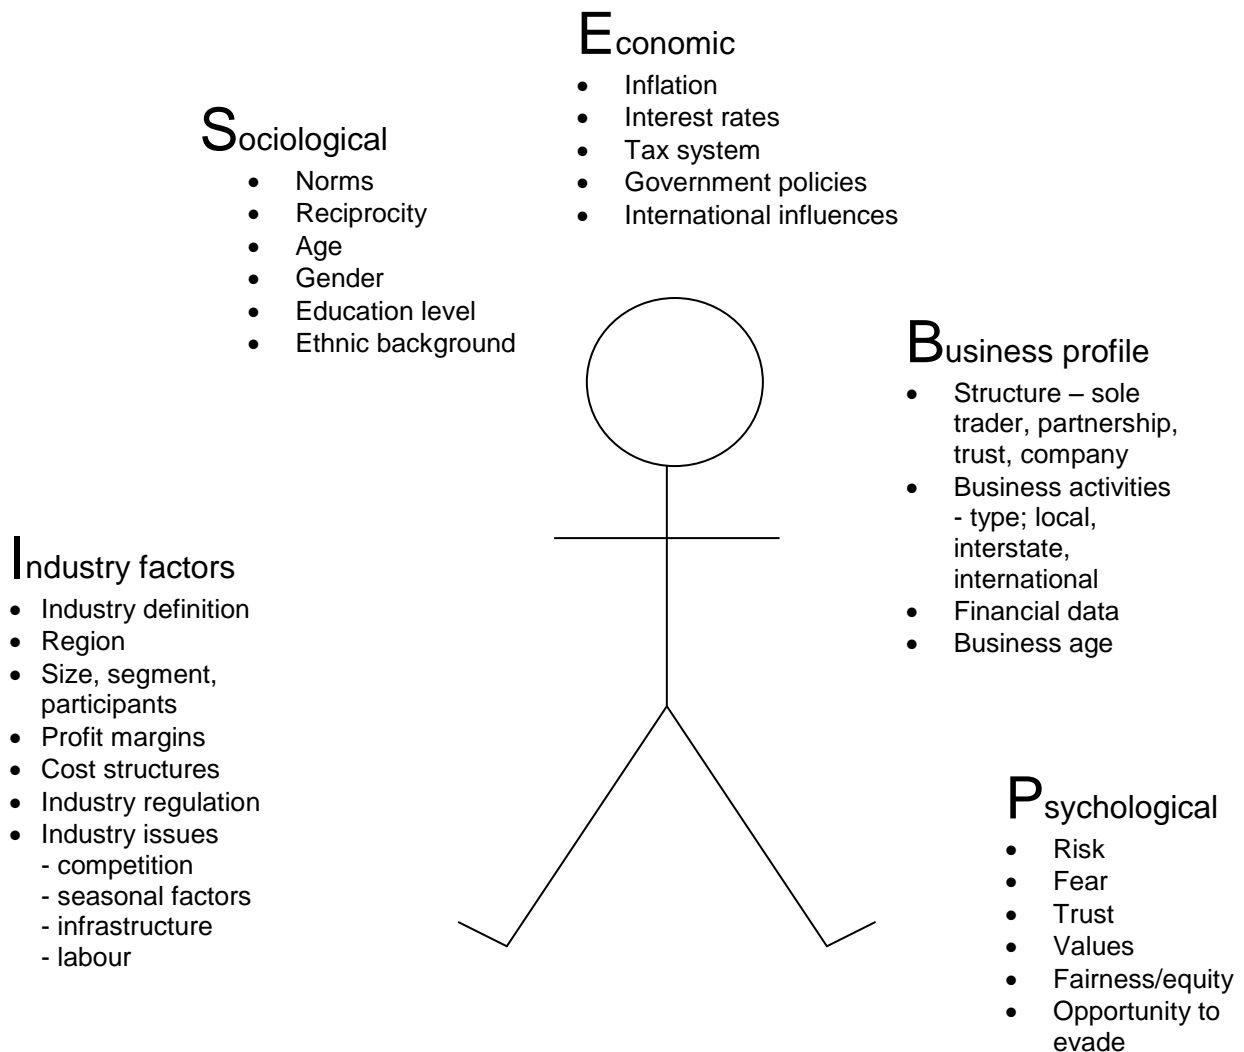 Economic
• Inflation
• Interest rates
• Tax system
• Government policies
• International influences
Sociological
• Norms
• Reciprocity
• Age
• Gender
• Education level
• Ethnic background
Business profile
• Structure – sole
trader, partnership,
trust, company
• Business activities
- type; local,
interstate,
international
• Financial data
• Business age
Industry factors
• Industry definition
• Region
• Size, segment,
participants
• Profit margins
• Cost structures
• Industry regulation
• Industry issues
- competition
- seasonal factors
- infrastructure
- labour
Psychological
• Risk
• Fear
• Trust
• Values
• Fairness/equity
• Opportunity to
evade